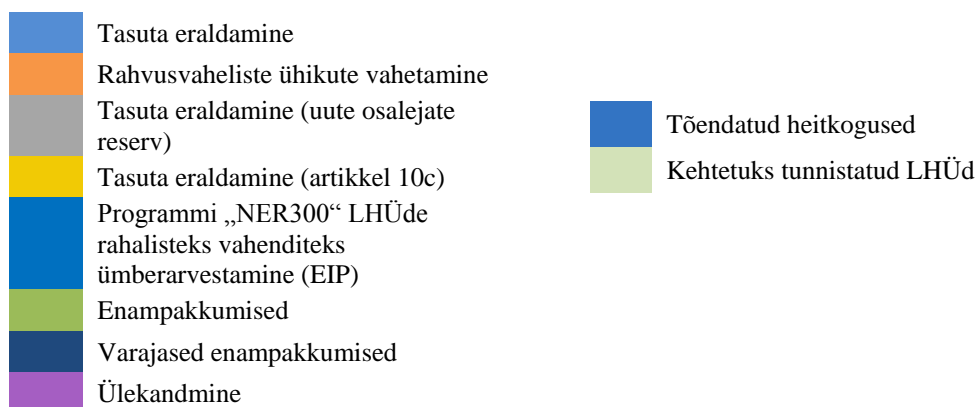 Tasuta eraldamine
Rahvusvaheliste ühikute vahetamine
Tasuta eraldamine (uute osalejate
reserv)
Tasuta eraldamine (artikkel 10c)
Programmi „NER300“ LHÜde
rahalisteks vahenditeks
ümberarvestamine (EIP)
Enampakkumised
Varajased enampakkumised
Ülekandmine
Tõendatud heitkogused
Kehtetuks tunnistatud LHÜd